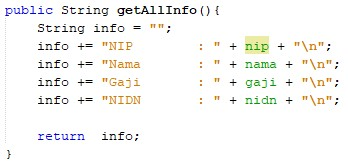 public String getAllInfo(){
    String info = "";
    info += "NIP        : " + nip + "\n";
    info += "Nama       : " + nama + "\n";
    info += "Gaji       : " + gaji + "\n";
    info += "NIDN       : " + nidn + "\n";
    return  info;
}